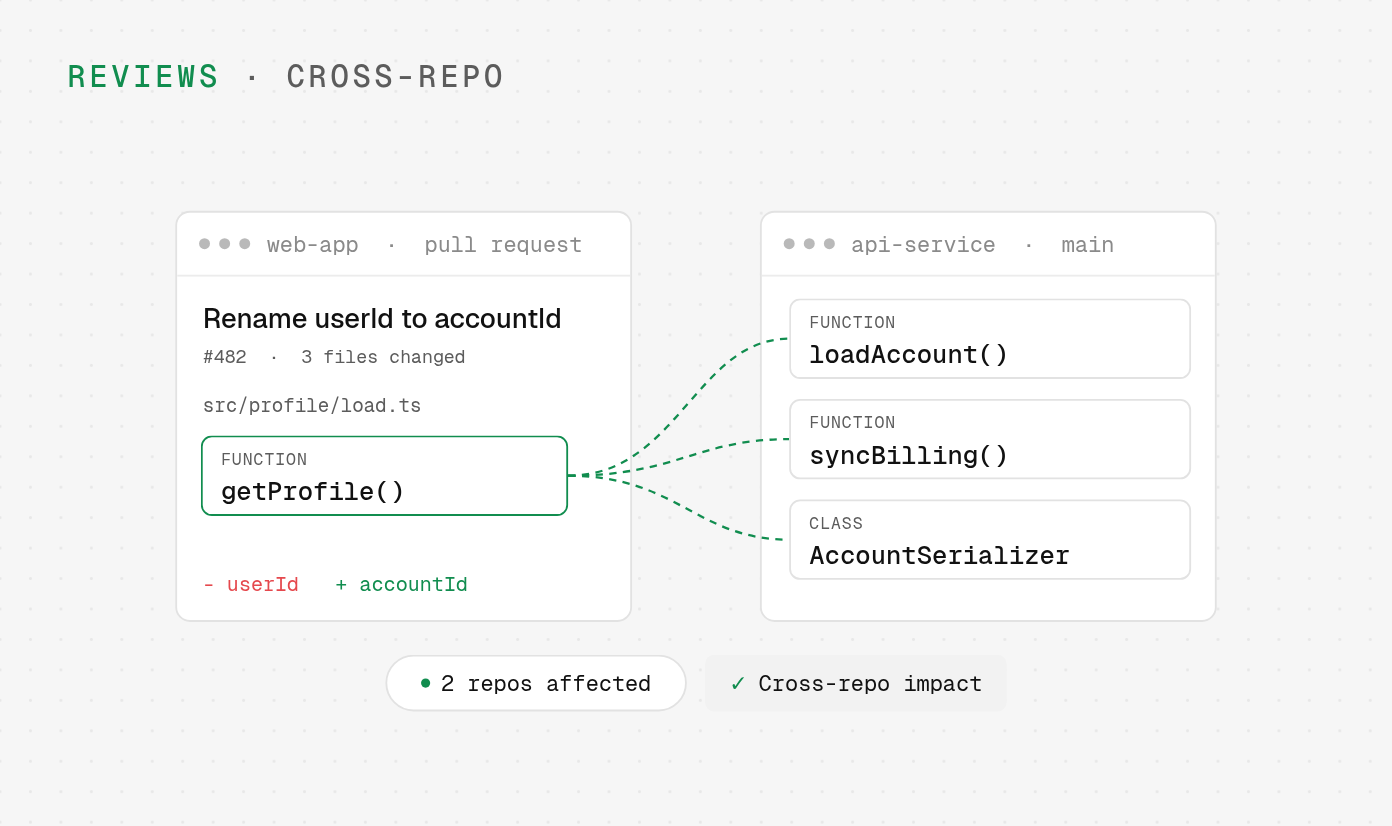 REVIEWS · CROSS-REPO
web-app · pull request
Rename userId to accountId
#482 · 3 files changed
src/profile/load.ts
FUNCTION
getProfile()
- userId + accountId
api-service · main
FUNCTION
loadAccount()
FUNCTION
syncBilling()
CLASS
AccountSerializer
2 repos affected
✓ Cross-repo impact